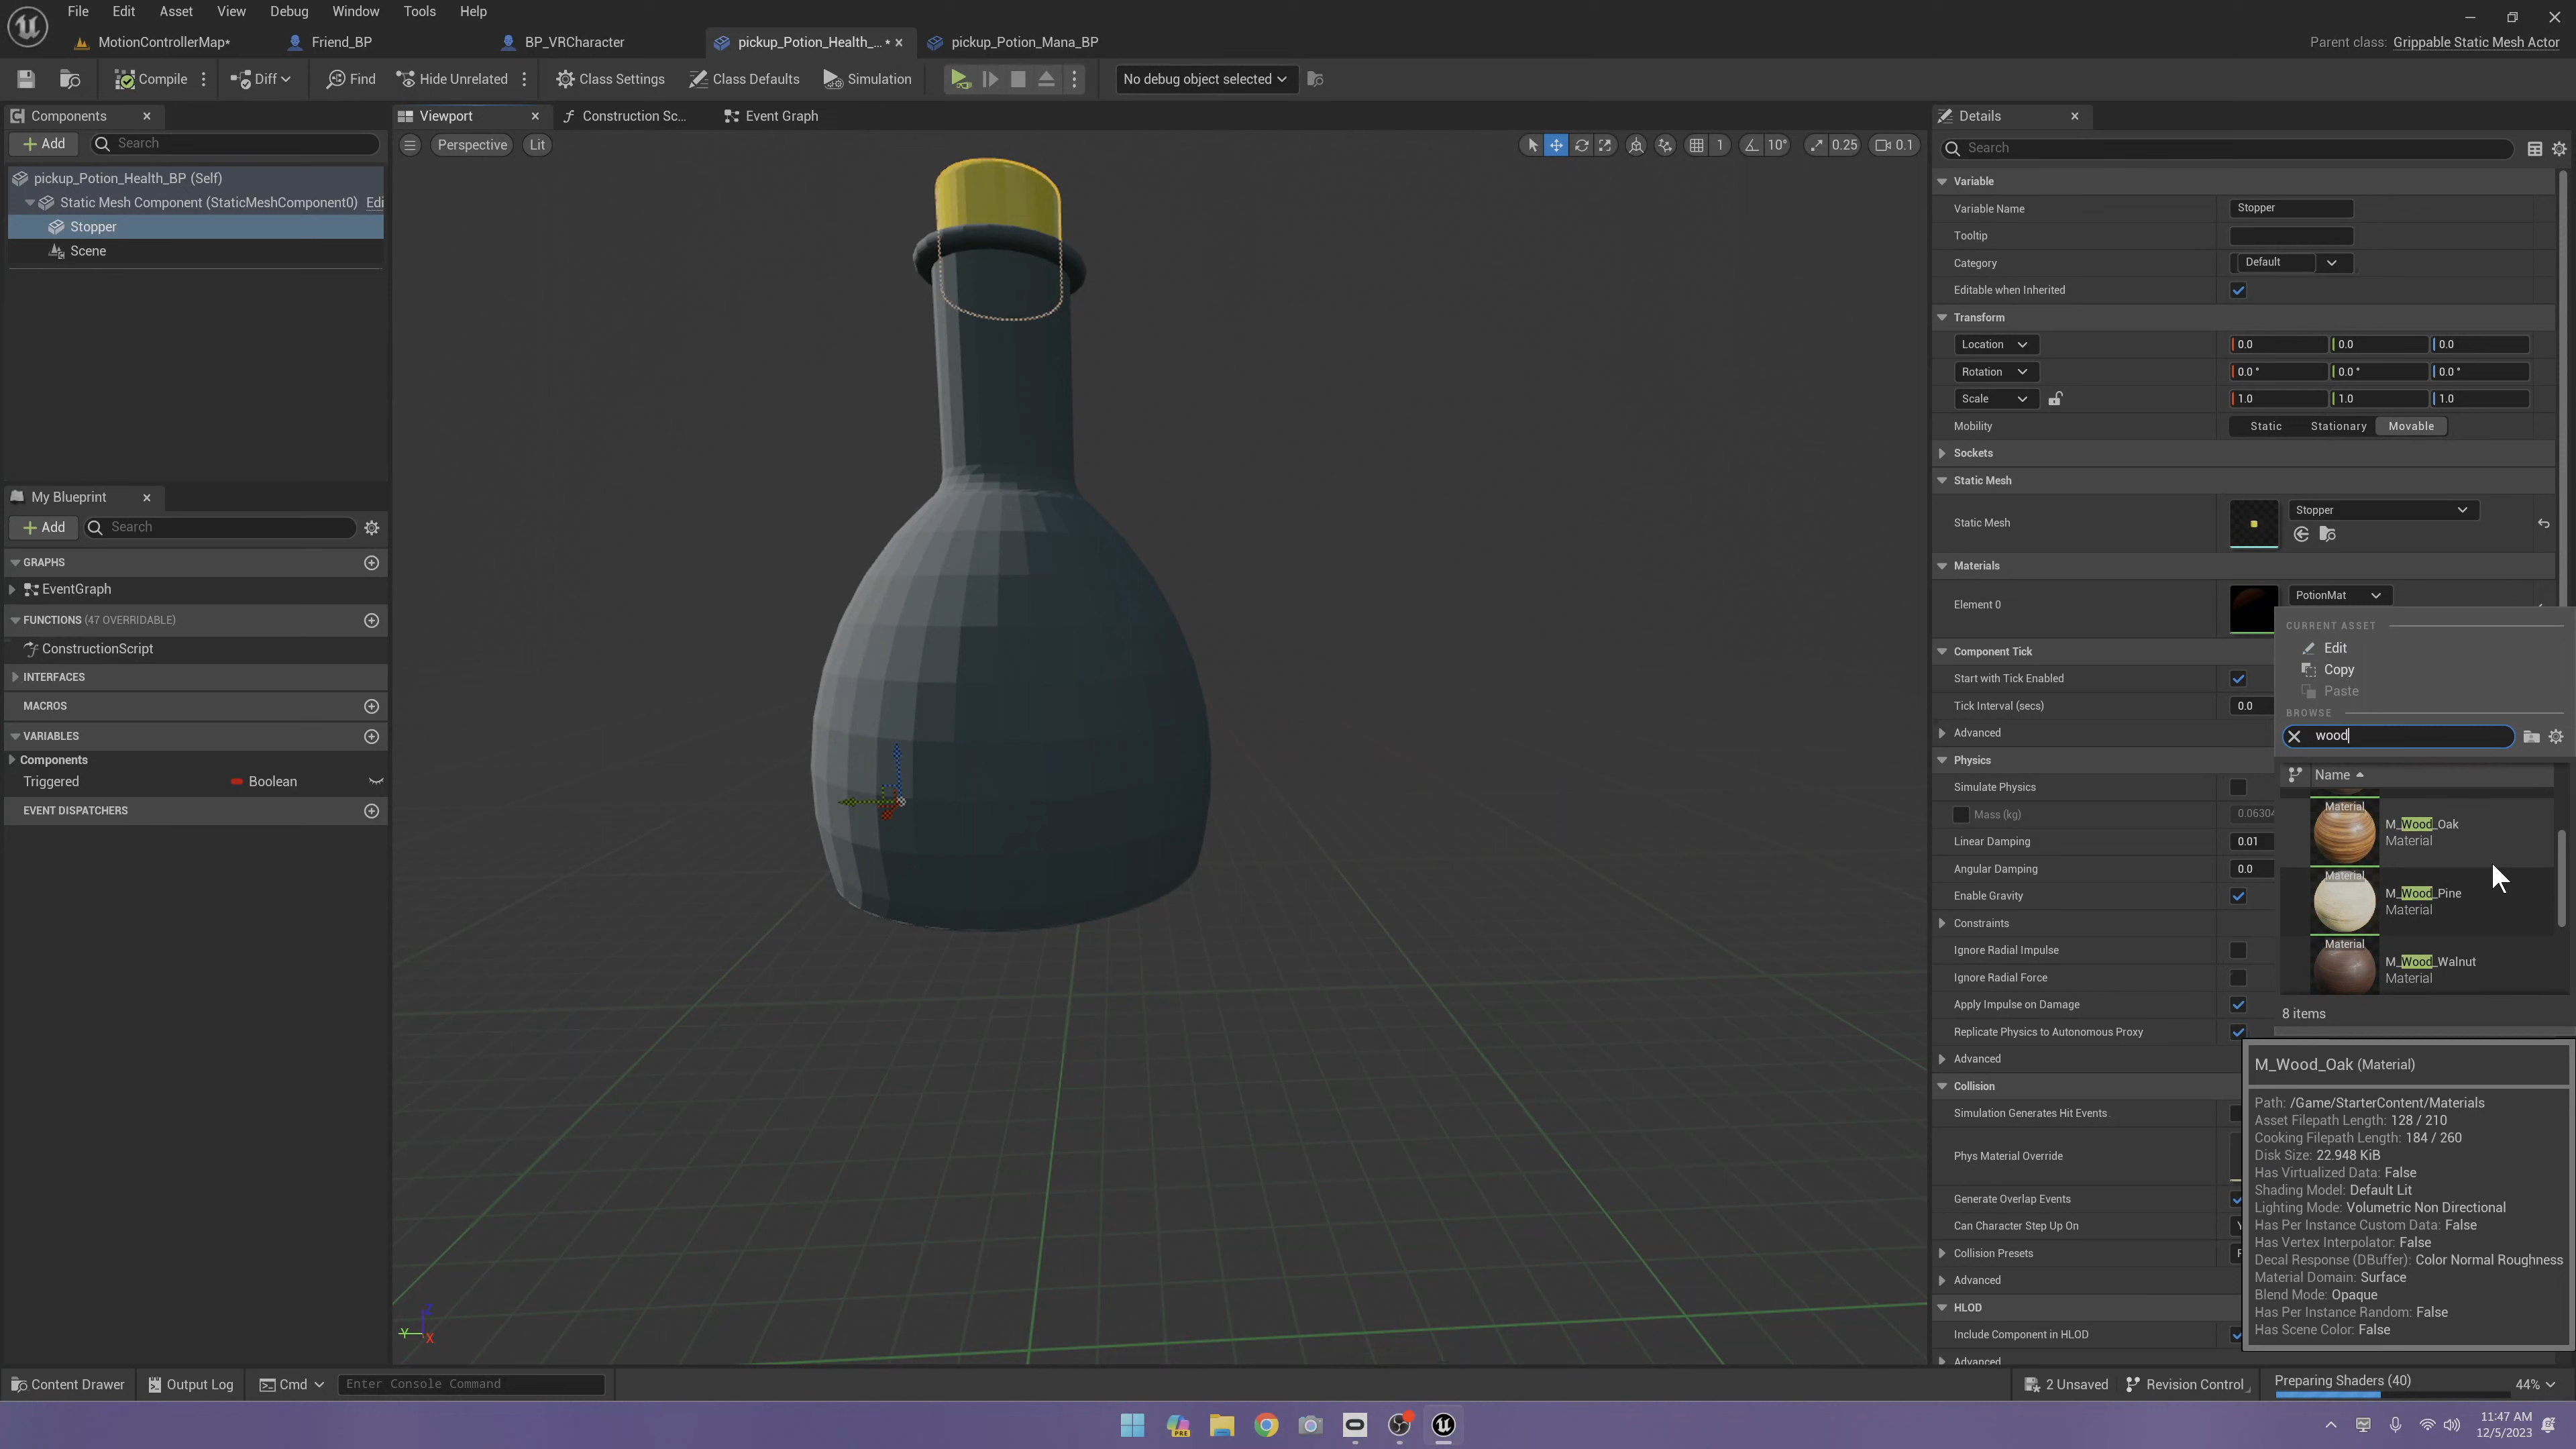 File Edit Asset View Debug Window Tools Help
MotionControllerMap* Friend_BP BP_VRCharacter pickup_Potion_Health_... * pickup_Potion_Mana_BP Parent class: Grippable Static Mesh Actor
Compile Diff Find Hide Unrelated Class Settings Class Defaults Simulation No debug object selected
Components Viewport Construction Sc... Event Graph Details
Add Search Perspective Lit 1 10° 0.25 0.1 Search
pickup_Potion_Health_BP (Self)
Static Mesh Component (StaticMeshComponent0) Edi
Stopper
Scene
My Blueprint
Add Search
GRAPHS
EventGraph
FUNCTIONS (47 OVERRIDABLE)
ConstructionScript
INTERFACES
MACROS
VARIABLES
Components
Triggered Boolean
EVENT DISPATCHERS
Z
Y
X
Variable
Variable Name Stopper
Tooltip
Category Default
Editable when Inherited
Transform
Location 0.0 0.0 0.0
Rotation 0.0 ° 0.0 ° 0.0 °
Scale 1.0 1.0 1.0
Mobility Static Stationary Movable
Sockets
Static Mesh
Static Mesh Stopper
Materials
Element 0 PotionMat
Component Tick
Start with Tick Enabled
Tick Interval (secs) 0.0
Advanced
Physics
Simulate Physics
Mass (kg) 0.06304
Linear Damping 0.01
Angular Damping 0.0
Enable Gravity
Constraints
Ignore Radial Impulse
Ignore Radial Force
Apply Impulse on Damage
Replicate Physics to Autonomous Proxy
Advanced
Collision
Simulation Generates Hit Events
Phys Material Override
Generate Overlap Events
Can Character Step Up On Y
Collision Presets
Advanced
HLOD
Include Component in HLOD
Advanced
CURRENT ASSET
Edit
Copy
Paste
BROWSE
wood
Name
Material
M_Wood_Oak
Material
Material
M_Wood_Pine
Material
Material
M_Wood_Walnut
Material
8 items
M_Wood_Oak (Material)
Path: /Game/StarterContent/Materials
Asset Filepath Length: 128 / 210
Cooking Filepath Length: 184 / 260
Disk Size: 22.948 KiB
Has Virtualized Data: False
Shading Model: Default Lit
Lighting Mode: Volumetric Non Directional
Has Per Instance Custom Data: False
Has Vertex Interpolator: False
Decal Response (DBuffer): Color Normal Roughness
Material Domain: Surface
Blend Mode: Opaque
Has Per Instance Random: False
Has Scene Color: False
Content Drawer Output Log Cmd Enter Console Command 2 Unsaved Revision Control Preparing Shaders (40) 44%
PRE
11:47 AM
12/5/2023